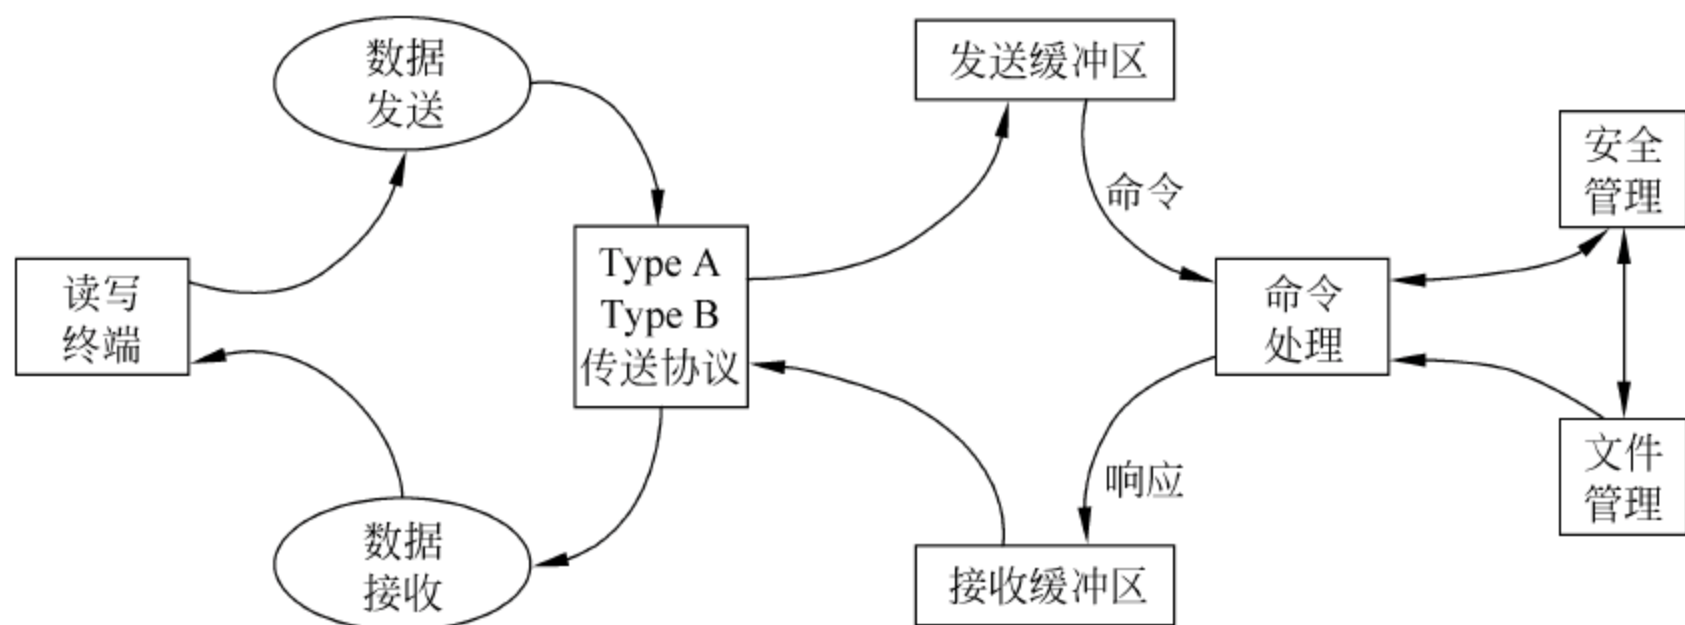 数据
发送
发送缓冲区
安全
管理
命令
Type A
Type B
传送协议
读写
终端
命令
处理
响应
文件
管理
数据
接收
接收缓冲区